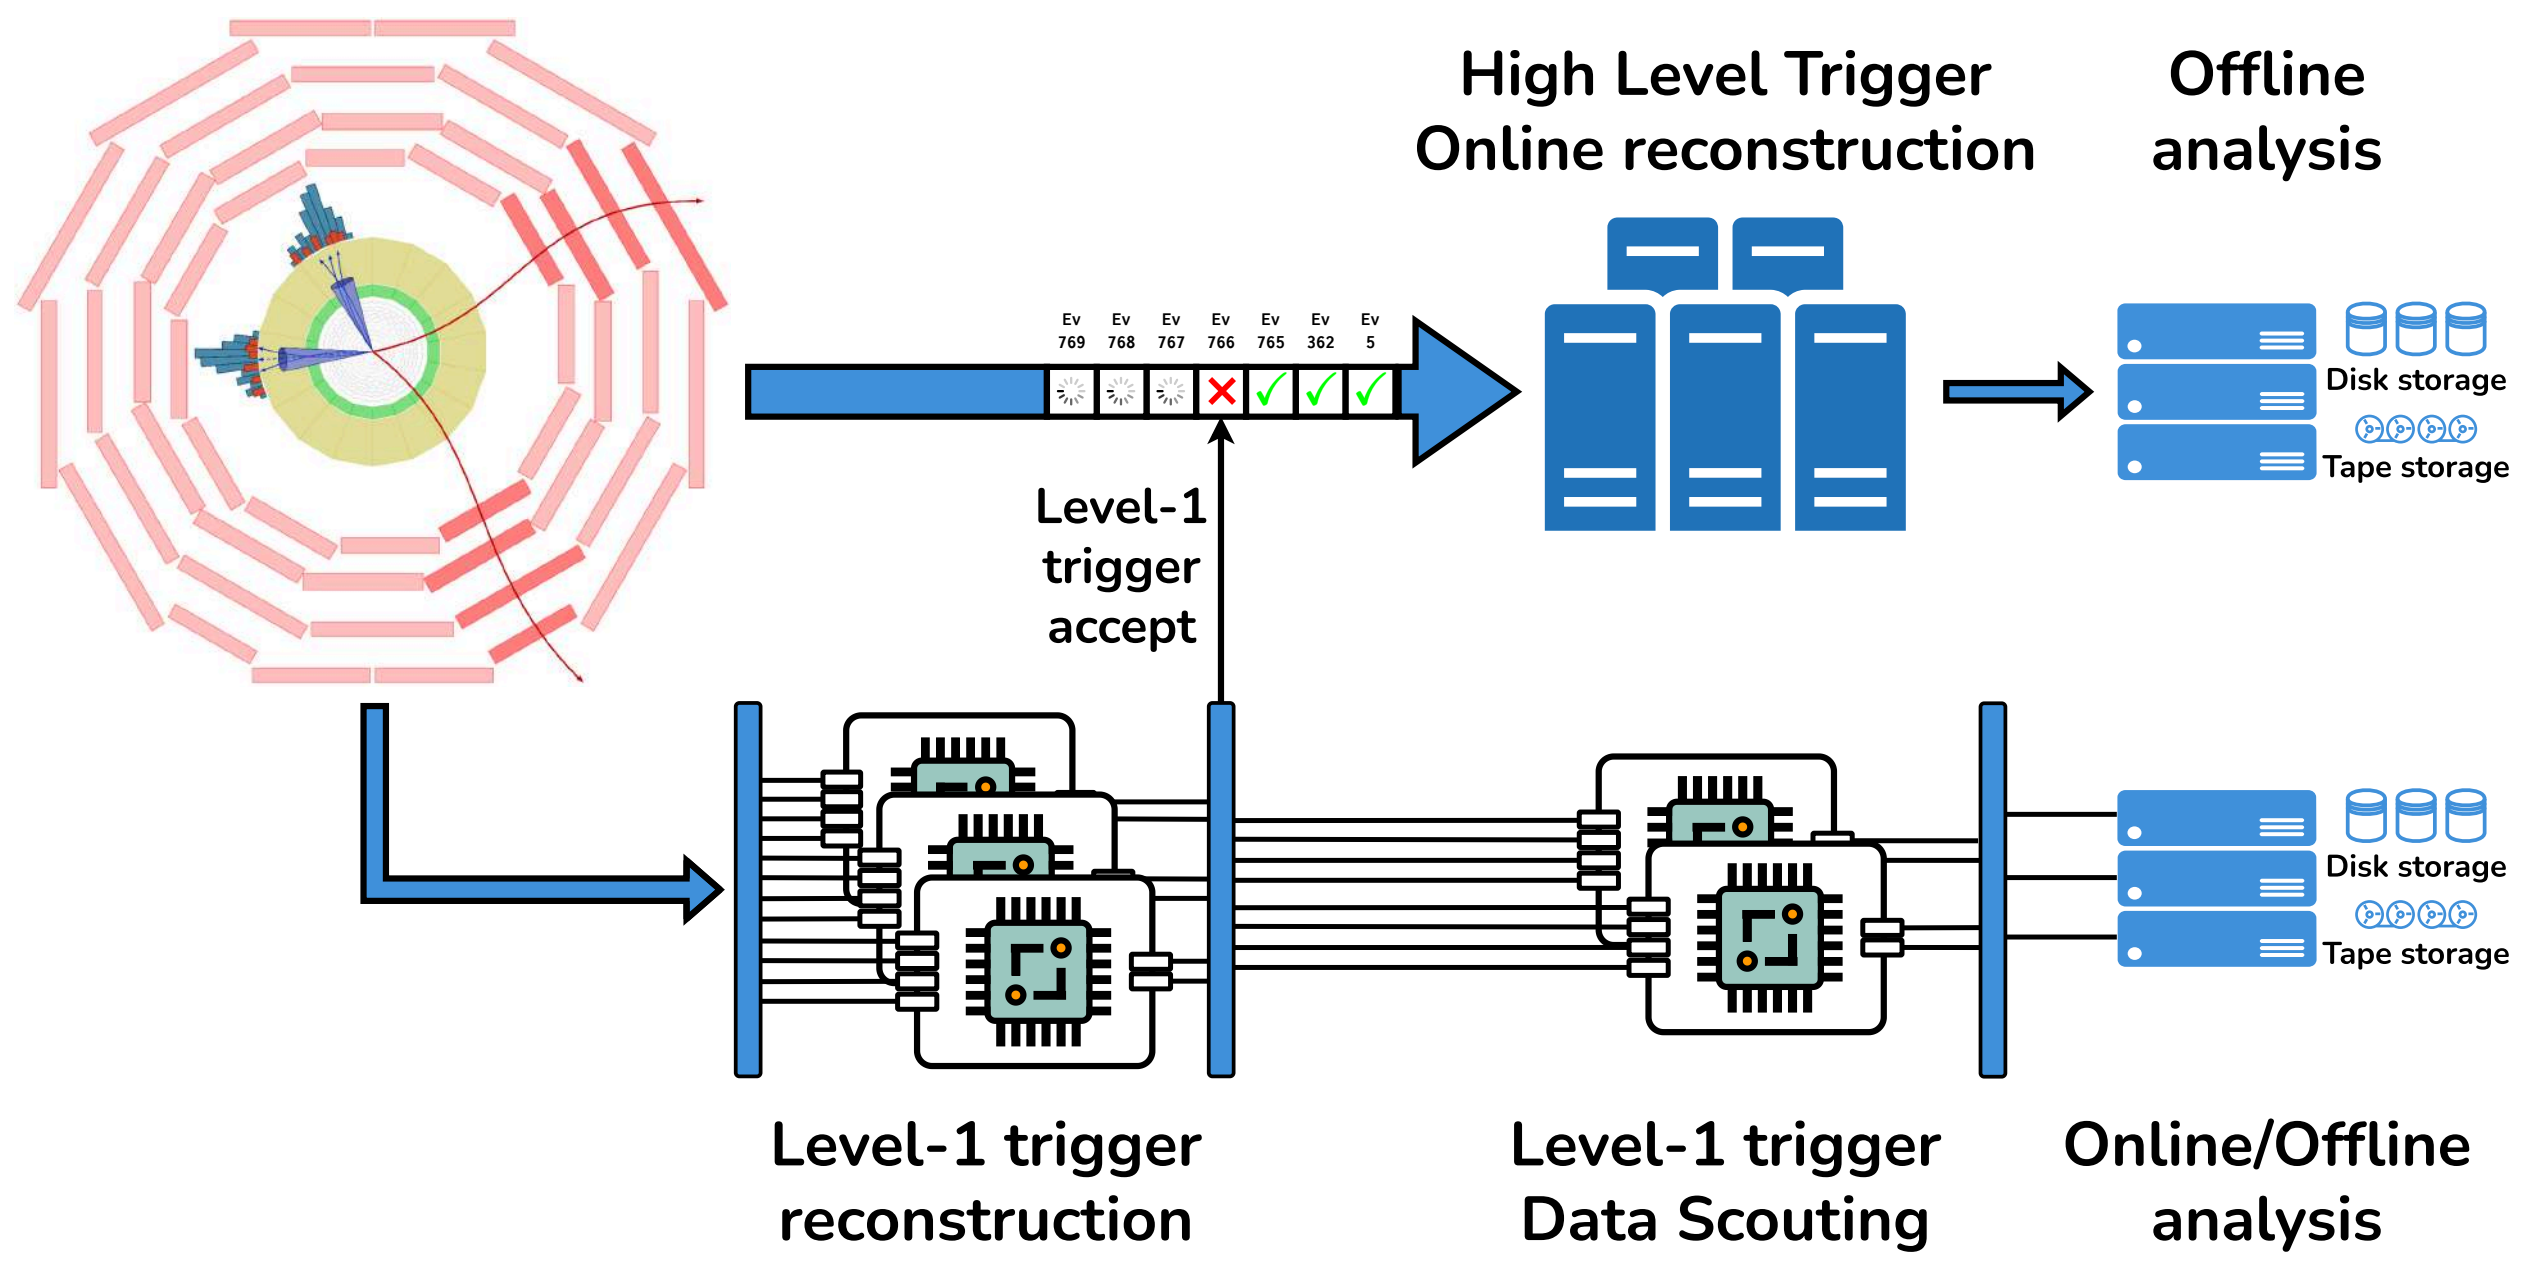 High Level Trigger
Online reconstruction
Offline
analysis
Ev
769
Ev
768
Ev
767
Ev
766
Ev
765
Ev
362
Ev
5
Disk storage
Tape storage
Level-1
trigger
accept
Disk storage
Tape storage
Level-1 trigger
reconstruction
Level-1 trigger
Data Scouting
Online/Offline
analysis